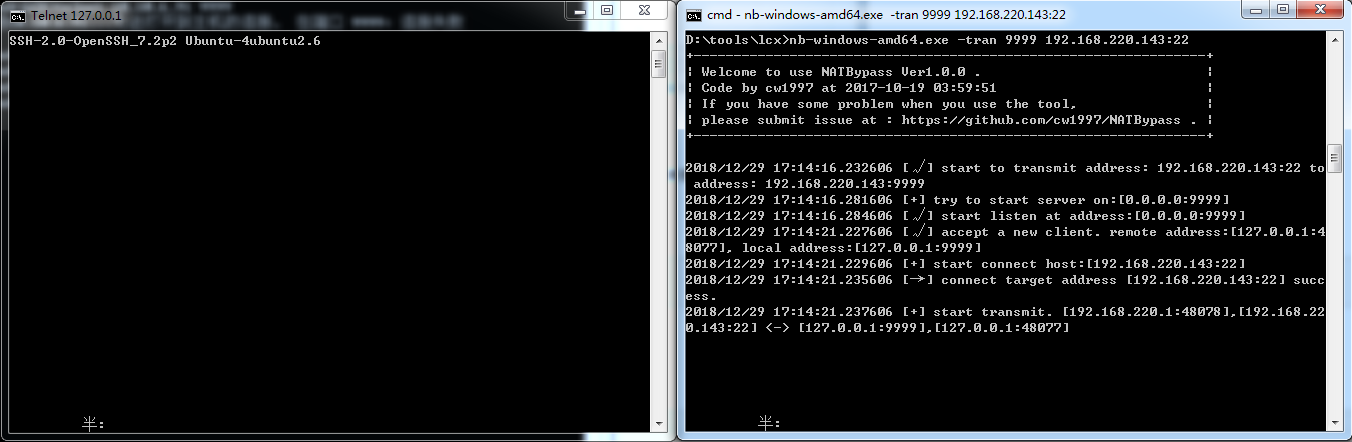 Telnet 127.0.0.1
SSH-2.0-OpenSSH_7.2p2 Ubuntu-4ubuntu2.6
半:
cmd - nb-windows-amd64.exe -tran 9999 192.168.220.143:22
D:\tools\lcx>nb-windows-amd64.exe -tran 9999 192.168.220.143:22
+----------------------------------------------------------------+
¦ Welcome to use NATBypass Ver1.0.0 . ¦
¦ Code by cw1997 at 2017-10-19 03:59:51 ¦
¦ If you have some problem when you use the tool, ¦
¦ please submit issue at : https://github.com/cw1997/NATBypass . ¦
+----------------------------------------------------------------+
2018/12/29 17:14:16.232606 [√] start to transmit address: 192.168.220.143:22 to
address: 192.168.220.143:9999
2018/12/29 17:14:16.281606 [+] try to start server on:[0.0.0.0:9999]
2018/12/29 17:14:16.284606 [√] start listen at address:[0.0.0.0:9999]
2018/12/29 17:14:21.227606 [√] accept a new client. remote address:[127.0.0.1:4
8077], local address:[127.0.0.1:9999]
2018/12/29 17:14:21.229606 [+] start connect host:[192.168.220.143:22]
2018/12/29 17:14:21.235606 [→] connect target address [192.168.220.143:22] succ
ess.
2018/12/29 17:14:21.237606 [+] start transmit. [192.168.220.1:48078],[192.168.22
0.143:22] <-> [127.0.0.1:9999],[127.0.0.1:48077]
半: